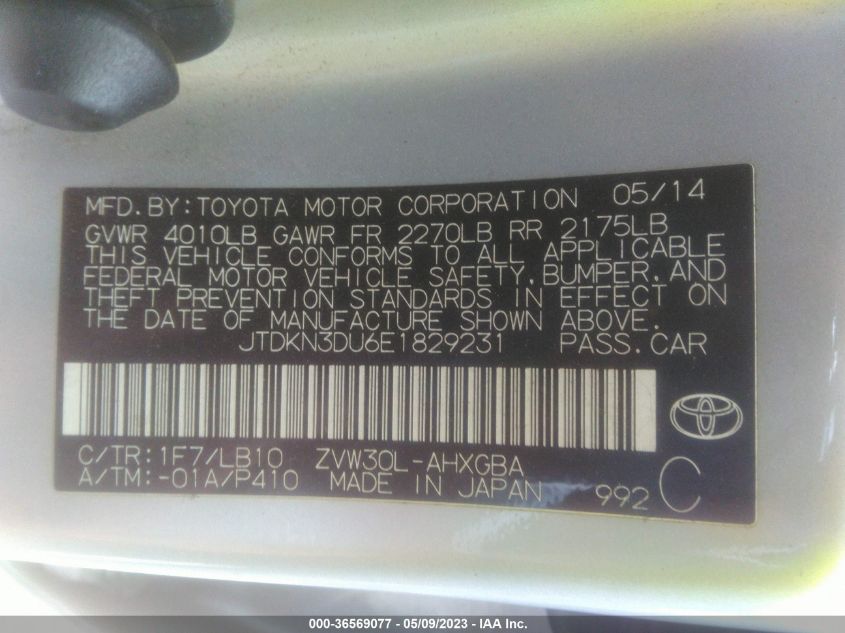 MFD.BY:TOYOTA MOTOR CORPORATION 05/14
GVWR 4010LB GAWR FR 2270LB RR 2175LB
THIS VEHICLE CONFORMS TO ALL APPLICABLE
FEDERAL MOTOR VEHICLE SAFETY,BUMPER,AND
THEFT PREVENTION STANDARDS IN EFFECT ON
THE DATE OF MANUFACTURE SHOWN ABOVE.
JTDKN3DU6E1829231 PASS.CAR
C/TR:1F7/LB10 ZVW30L-AHXGBA
A/TM:-01A/P410 MADE IN JAPAN 992 C
000-36569077 - 05/09/2023 - IAA Inc.